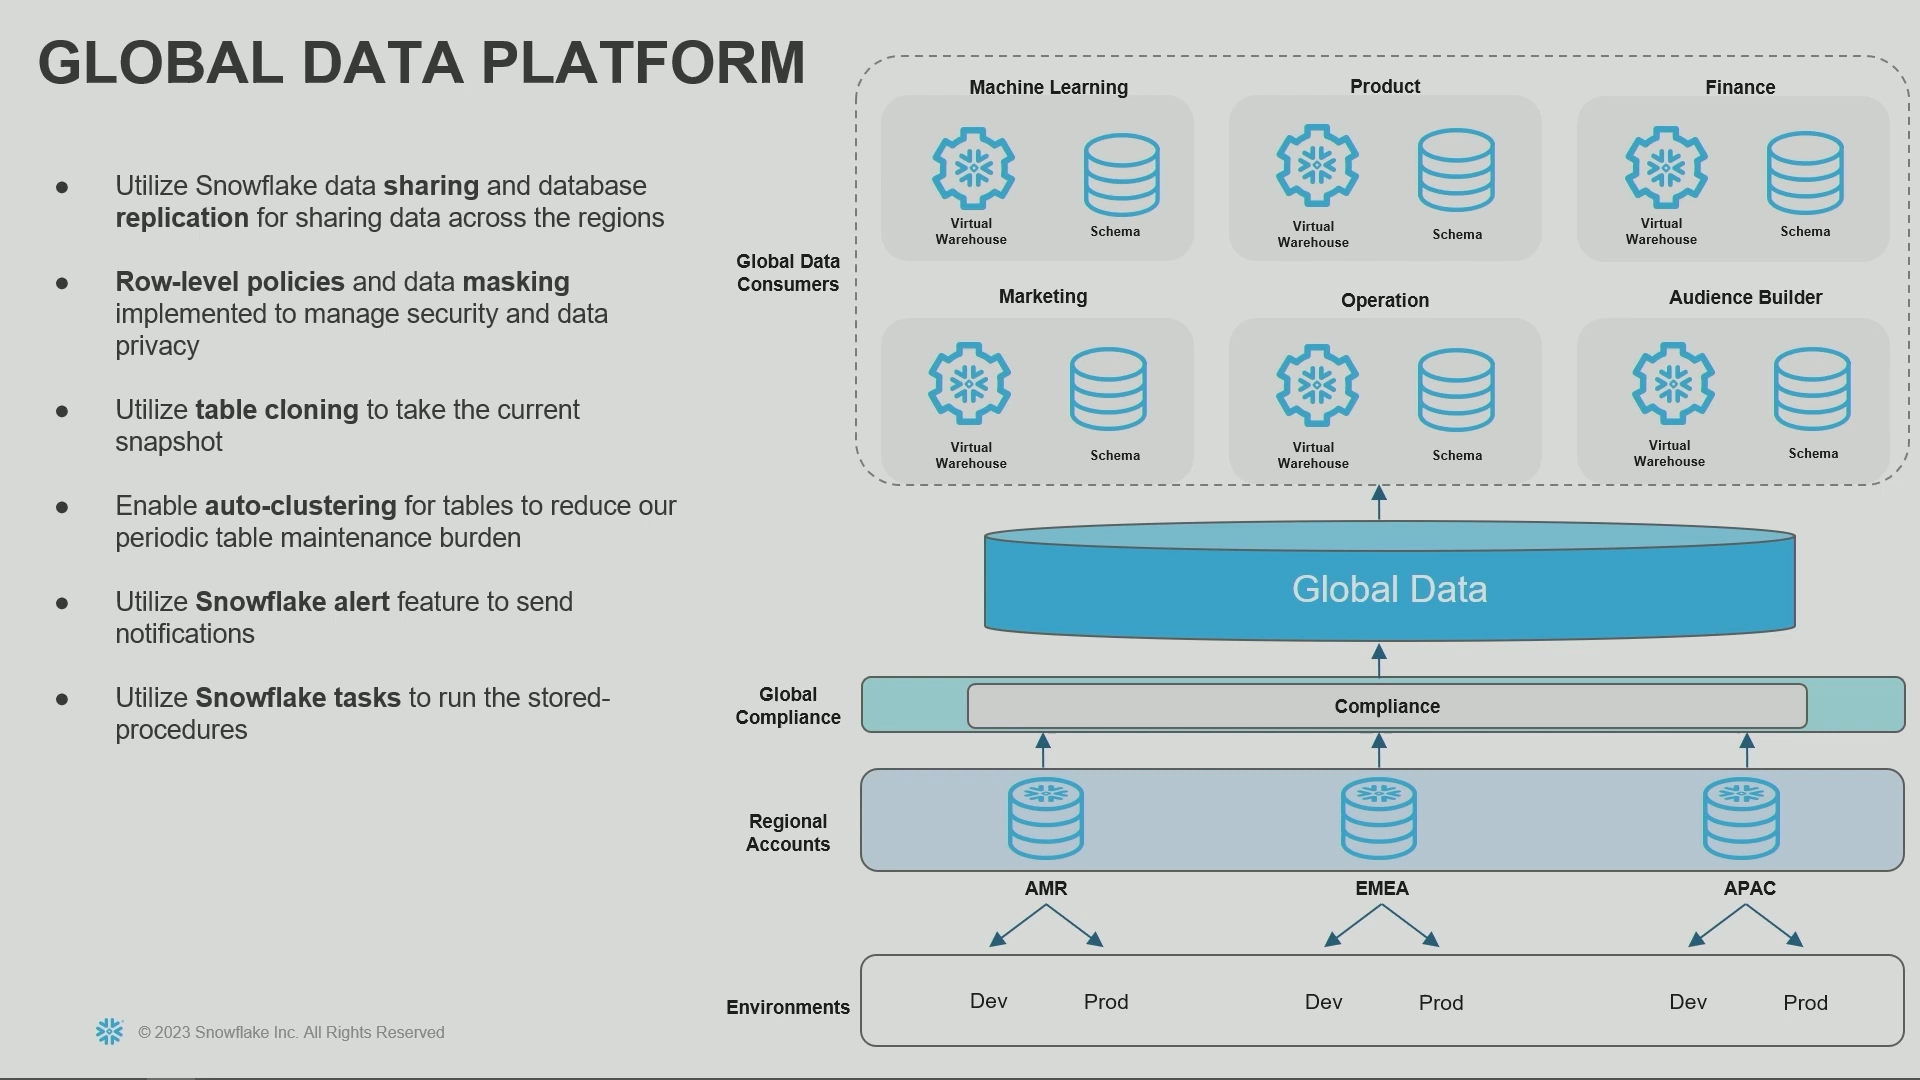 GLOBAL DATA PLATFORM
● Utilize Snowflake data sharing and database
replication for sharing data across the regions
● Row-level policies and data masking
implemented to manage security and data
privacy
● Utilize table cloning to take the current
snapshot
● Enable auto-clustering for tables to reduce our
periodic table maintenance burden
● Utilize Snowflake alert feature to send
notifications
● Utilize Snowflake tasks to run the stored-
procedures
© 2023 Snowflake Inc. All Rights Reserved
Global Data
Consumers
Machine Learning
Virtual
Warehouse
Schema
Product
Virtual
Warehouse
Schema
Finance
Virtual
Warehouse
Schema
Marketing
Virtual
Warehouse
Schema
Operation
Virtual
Warehouse
Schema
Audience Builder
Virtual
Warehouse
Schema
Global Data
Global
Compliance
Compliance
Regional
Accounts
AMR
EMEA
APAC
Environments
Dev
Prod
Dev
Prod
Dev
Prod